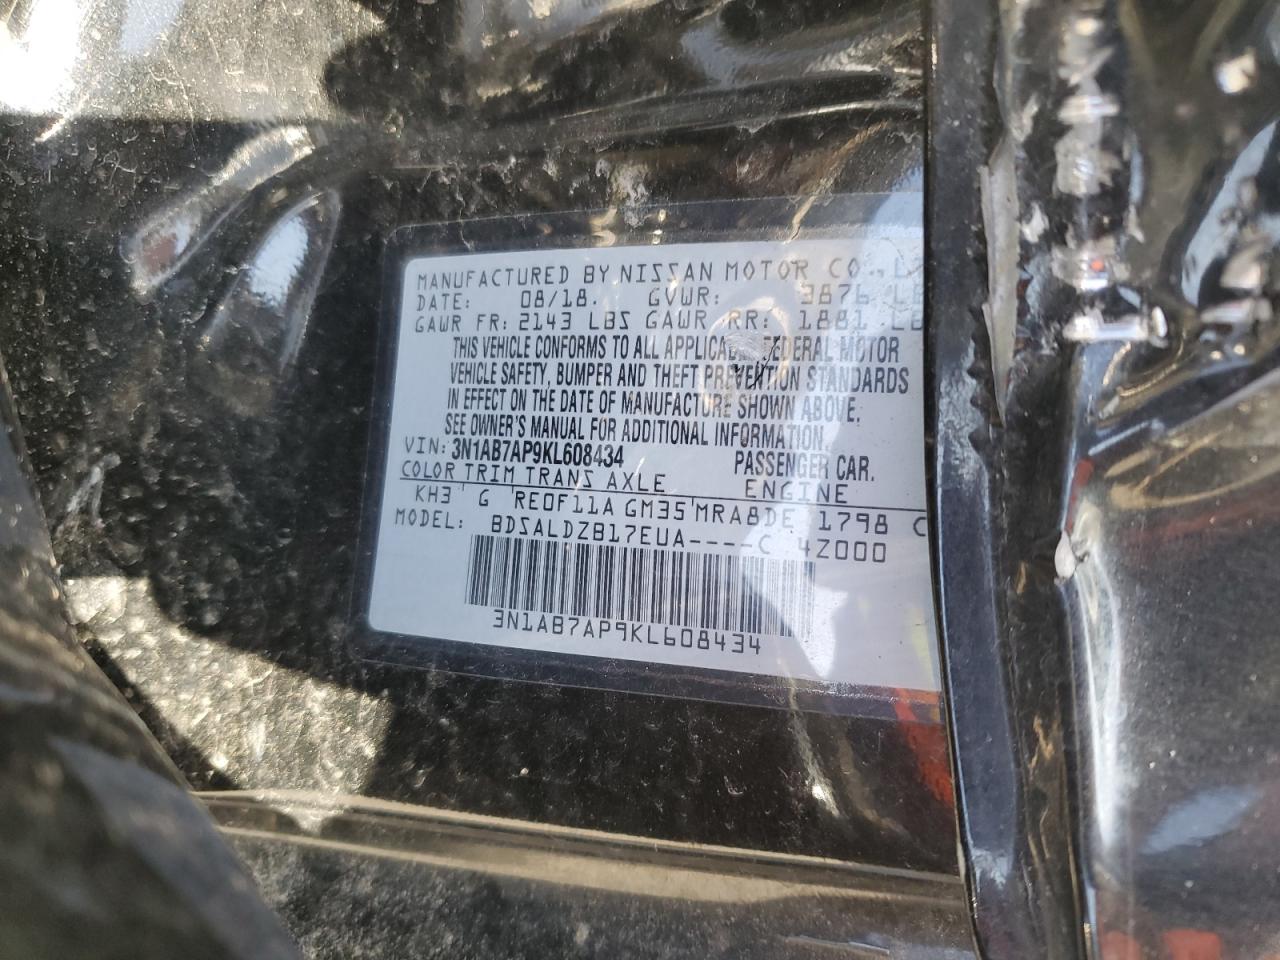 MANUFACTURED BY NISSAN MOTOR CO.,
DATE: 08/18. GVWR: 3876 LB
GAWR FR: 2143 LBS GAWR RR: 1881 LB
THIS VEHICLE CONFORMS TO ALL APPLICABLE FEDERAL MOTOR
VEHICLE SAFETY, BUMPER AND THEFT PREVENTION STANDARDS
IN EFFECT ON THE DATE OF MANUFACTURE SHOWN ABOVE.
SEE OWNER'S MANUAL FOR ADDITIONAL INFORMATION.
VIN: 3N1AB7AP9KL608434 PASSENGER CAR.
COLOR TRIM TRANS AXLE ENGINE
KH3 G RE0F11A GM35 MRA8DE 1798 C
MODEL: BDSALDZB17EUA----C 4Z000
3N1AB7AP9KL608434